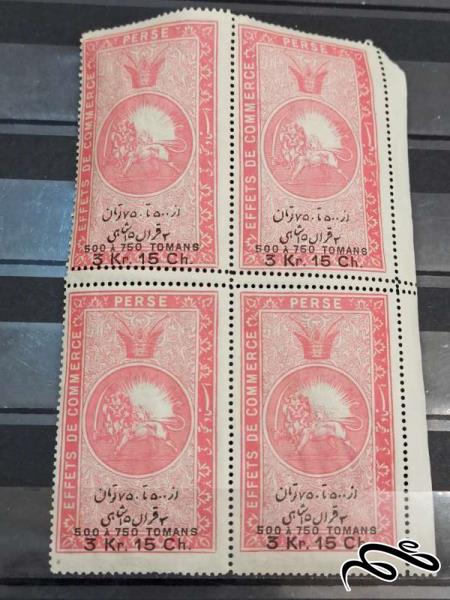 PERSE
EFFETS DE COMMERCE
از ۵۰۰ تا ۷۵۰ تومان
۳ قران ۱۵ شاهی
500 À 750 TOMANS
3 Kr. 15 Ch.
PERSE
EFFETS DE COMMERCE
از ۵۰۰ تا ۷۵۰ تومان
۳ قران ۱۵ شاهی
500 À 750 TOMANS
3 Kr. 15 Ch.
PERSE
EFFETS DE COMMERCE
از ۵۰۰ تا ۷۵۰ تومان
۳ قران ۱۵ شاهی
500 À 750 TOMANS
3 Kr. 15 Ch.
PERSE
EFFETS DE COMMERCE
از ۵۰۰ تا ۷۵۰ تومان
۳ قران ۱۵ شاهی
500 À 750 TOMANS
3 Kr. 15 Ch.